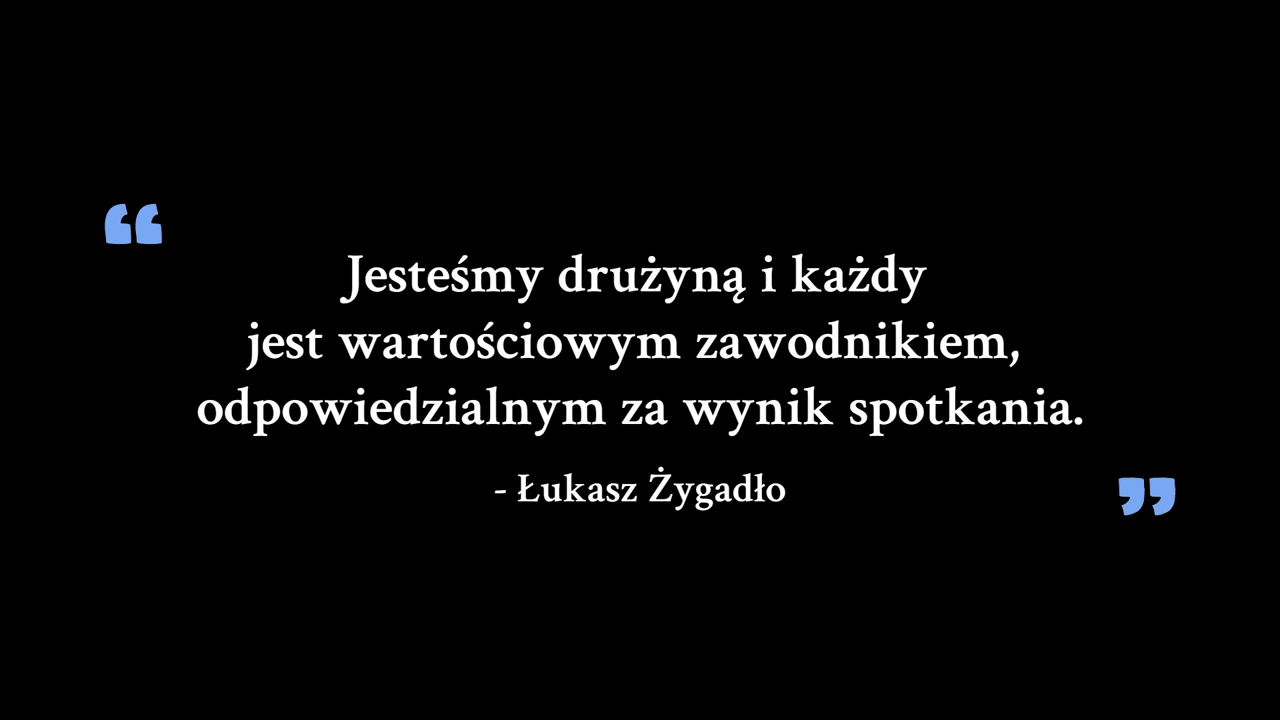 “
Jesteśmy drużyną i każdy
jest wartościowym zawodnikiem,
odpowiedzialnym za wynik spotkania.
- Łukasz Żygadło
”